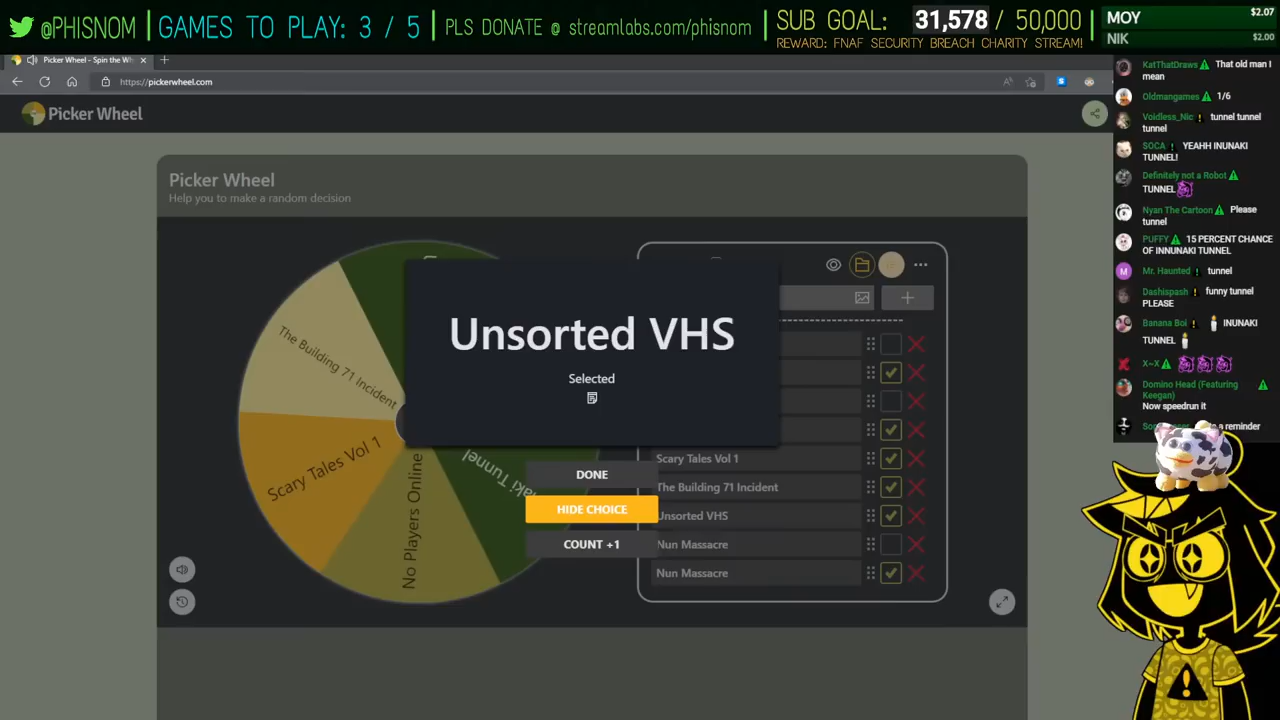 @PHISNOM
GAMES TO PLAY: 3 / 5
PLS DONATE @ streamlabs.com/phisnom
SUB GOAL: 31,578 / 50,000
REWARD: FNAF SECURITY BREACH CHARITY STREAM!
MOY $2.07
NIK $2.00
Picker Wheel - Spin the Wh
https://pickerwheel.com
Picker Wheel
Picker Wheel
Help you to make a random decision
The Building 71 Incident
Scary Tales Vol 1
No Players Online
aki Tunnel
Unsorted VHS
Selected
DONE
HIDE CHOICE
COUNT +1
Scary Tales Vol 1
The Building 71 Incident
Unsorted VHS
Nun Massacre
Nun Massacre
KatThatDraws That old man I
mean
Oldmangames 1/6
Voidless_Nic tunnel tunnel
tunnel
SOCA YEAHH INUNAKI
TUNNEL!
Definitely not a Robot
TUNNEL
Nyan The Cartoon Please
tunnel
PUFFY 15 PERCENT CHANCE
OF INNUNAKI TUNNEL
Mr. Haunted tunnel
Dashispash funny tunnel
PLEASE
Banana Boi INUNAKI
TUNNEL
X~X
Domino Head (Featuring
Keegan)
Now speedrun it
a reminder